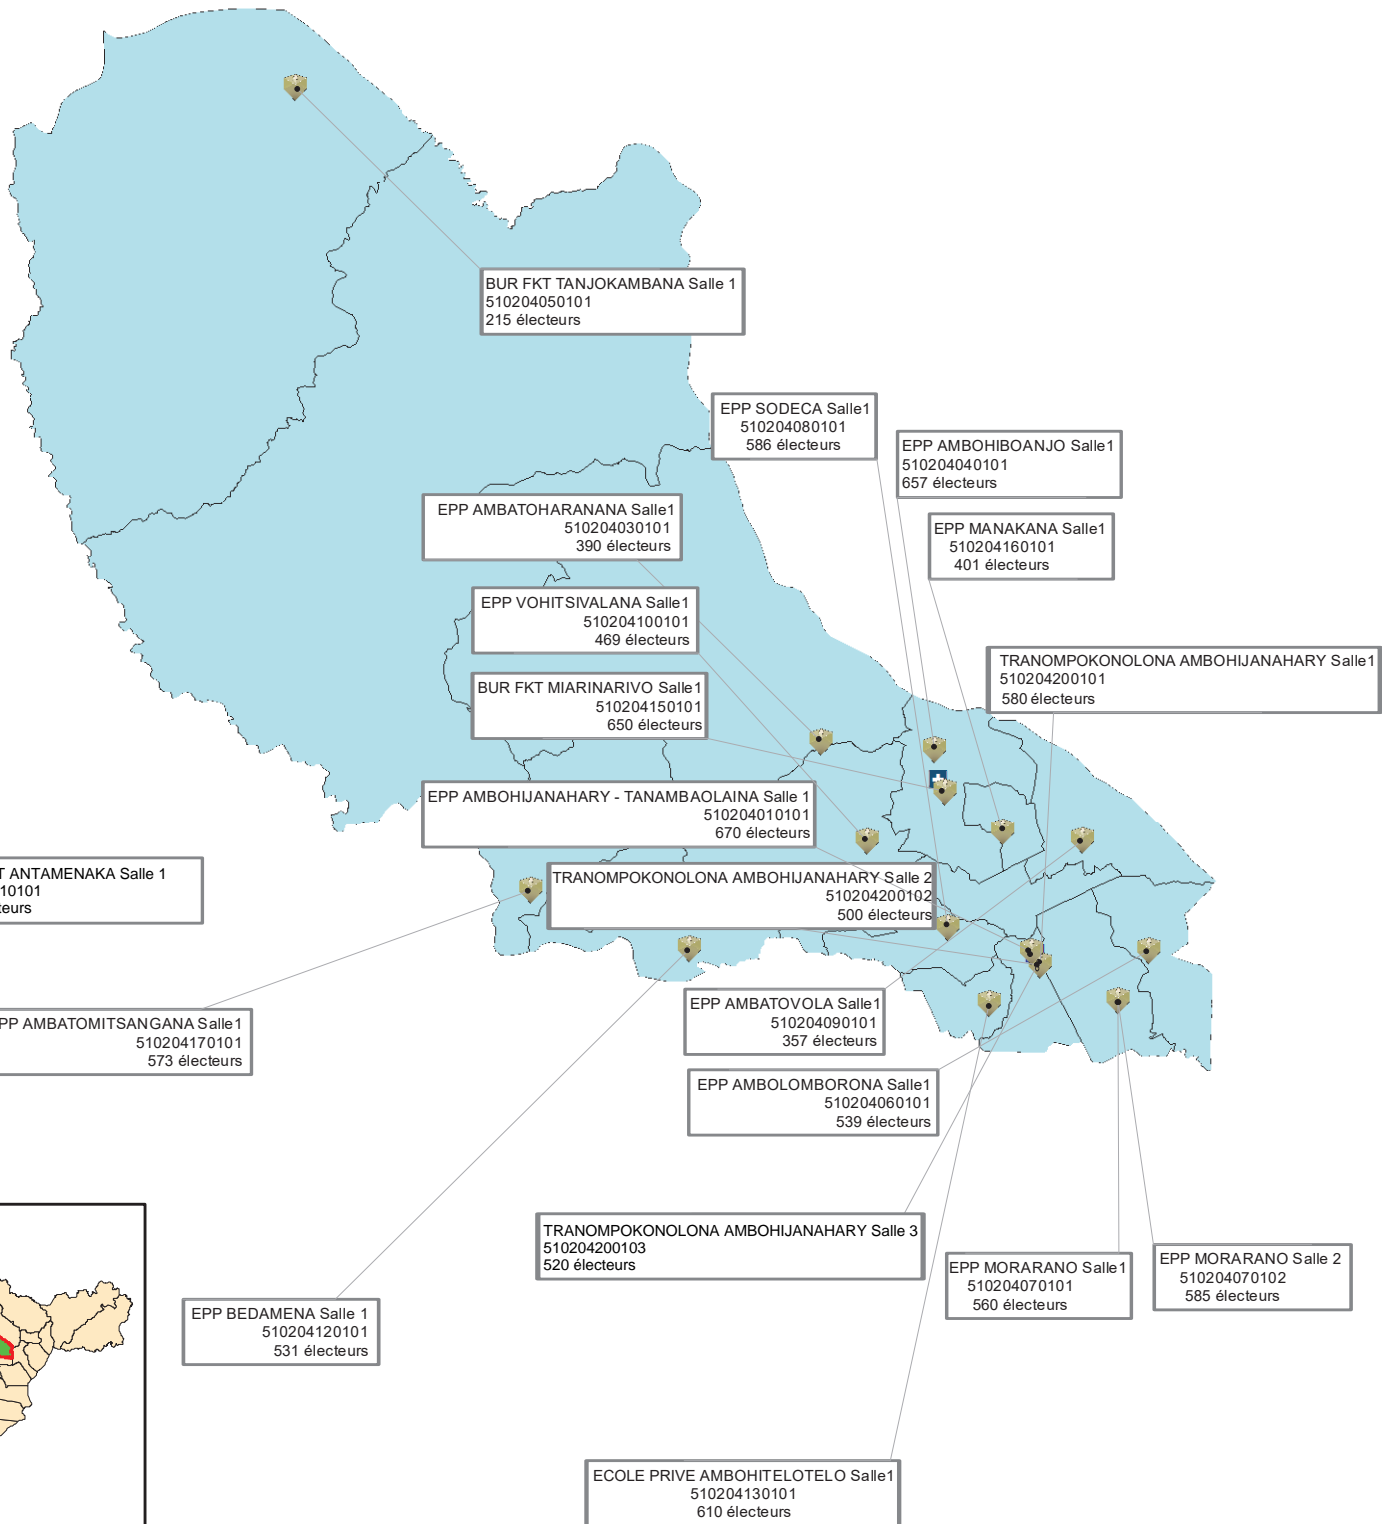 BUR FKT TANJOKAMBANA Salle 1
510204050101
215 électeurs
EPP SODECA Salle1
510204080101
586 électeurs
EPP AMBOHIBOANJO Salle1
510204040101
657 électeurs
EPP AMBATOHARANANA Salle1
510204030101
390 électeurs
EPP MANAKANA Salle1
510204160101
401 électeurs
EPP VOHITSIVALANA Salle1
510204100101
469 électeurs
TRANOMPOKONOLONA AMBOHIJANAHARY Salle1
510204200101
580 électeurs
BUR FKT MIARINARIVO Salle1
510204150101
650 électeurs
EPP AMBOHIJANAHARY - TANAMBAOLAINA Salle 1
510204010101
670 électeurs
T ANTAMENAKA Salle 1
10101
teurs
TRANOMPOKONOLONA AMBOHIJANAHARY Salle 2
510204200102
500 électeurs
PP AMBATOMITSANGANA Salle1
510204170101
573 électeurs
EPP AMBATOVOLA Salle1
510204090101
357 électeurs
EPP AMBOLOMBORONA Salle1
510204060101
539 électeurs
TRANOMPOKONOLONA AMBOHIJANAHARY Salle 3
510204200103
520 électeurs
EPP MORARANO Salle1
510204070101
560 électeurs
EPP MORARANO Salle 2
510204070102
585 électeurs
EPP BEDAMENA Salle 1
510204120101
531 électeurs
ECOLE PRIVE AMBOHITELOTELO Salle1
510204130101
610 électeurs